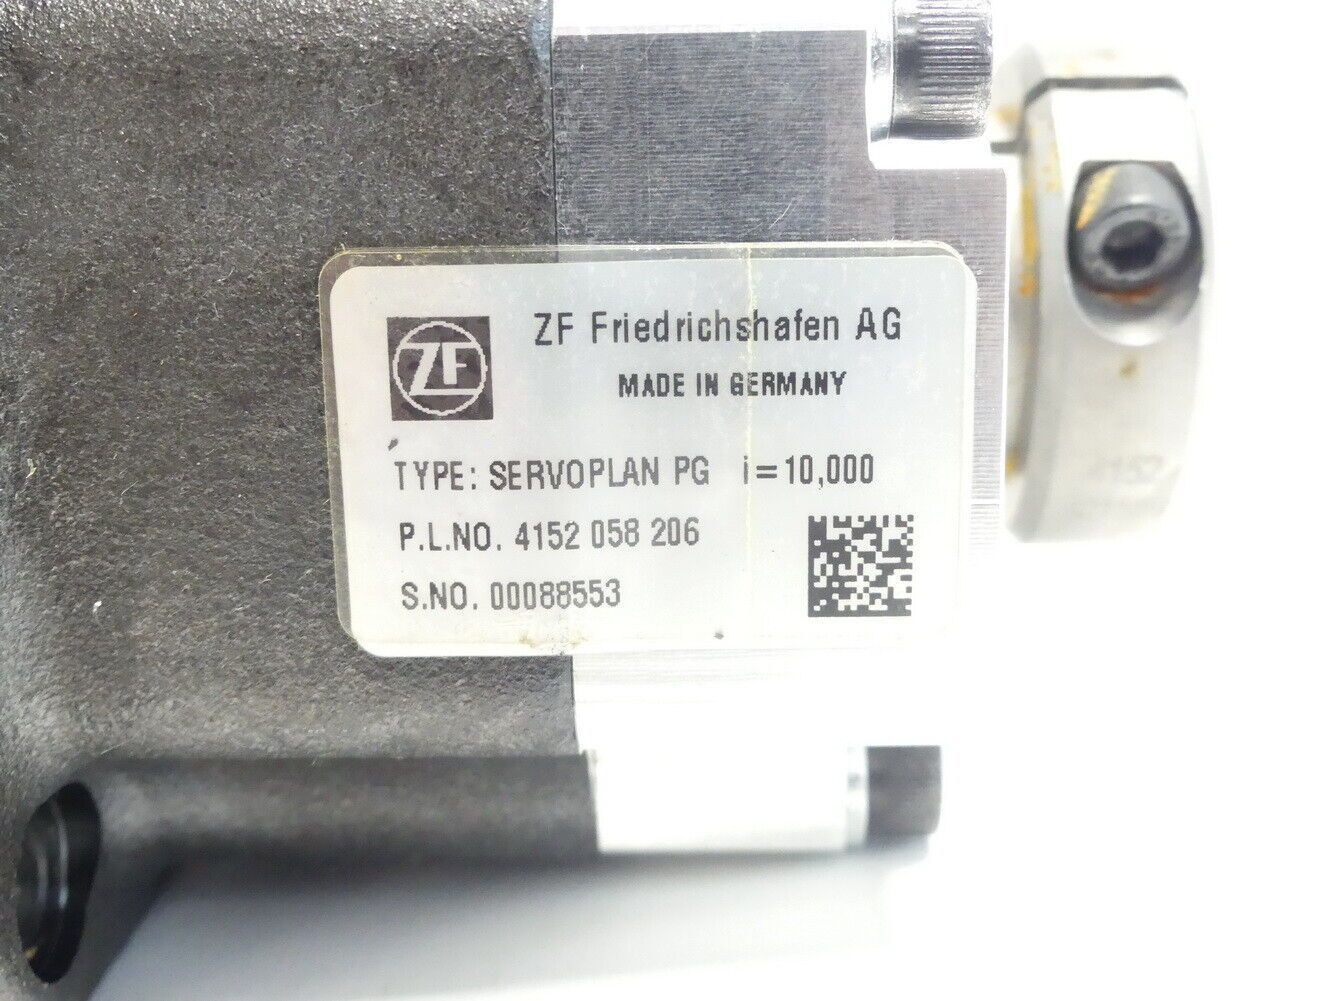 ZF
ZF Friedrichshafen AG
MADE IN GERMANY
TYPE: SERVOPLAN PG i=10,000
P.L.NO. 4152 058 206
S.NO. 00088553